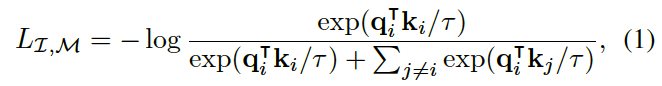 L_{\mathcal{I},\mathcal{M}} = -\log \frac{\exp(\mathbf{q}_i^\intercal \mathbf{k}_i/\tau)}{\exp(\mathbf{q}_i^\intercal \mathbf{k}_i/\tau) + \sum_{j \neq i} \exp(\mathbf{q}_i^\intercal \mathbf{k}_j/\tau)}, (1)